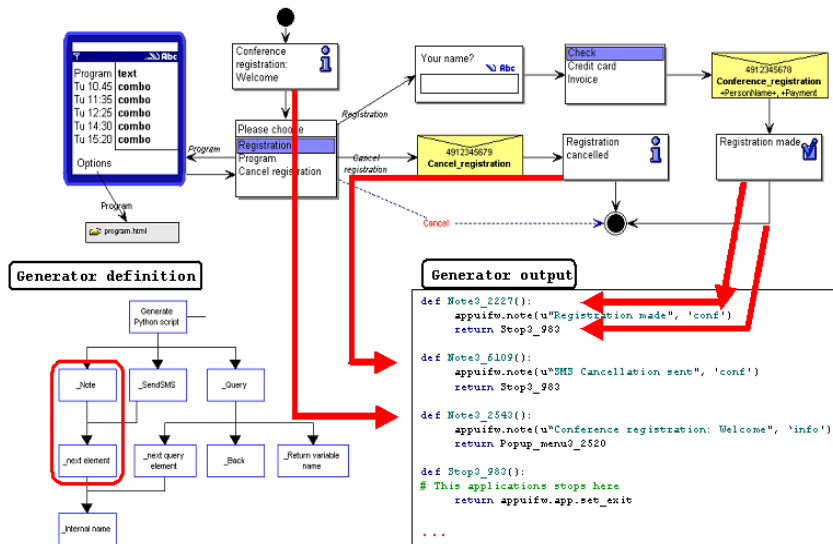 Abc
Program text
Tu 10.45 combo
Tu 11:35 combo
Tu 12:25 combo
Tu 14:30 combo
Tu 15:20 combo
Options
Program
program.html
Conference
registration:
Welcome
Please choose
Registration
Program
Cancel registration
Program
Registration
Cancel
registration
Cancel
Your name?
Abc
Check
Credit card
Invoice
4912345678
Conference_registration
+PersonName+, +Payment
4912345679
Cancel_registration
Registration
cancelled
Registration made
Generator definition
Generate
Python script
_Note
_SendSMS
_Query
_next element
_next query
element
_Back
_Return variable
name
_Internal name
Generator output
def Note3_2227():
appuifw.note(u"Registration made", 'conf')
return Stop3_983
def Note3_6109():
appuifw.note(u"SMS Cancellation sent", 'conf')
return Stop3_983
def Note3_2543():
appuifw.note(u"Conference registration: Welcome", 'info')
return Popup_menu3_2520
def Stop3_983():
# This applications stops here
return appuifw.app.set_exit
...